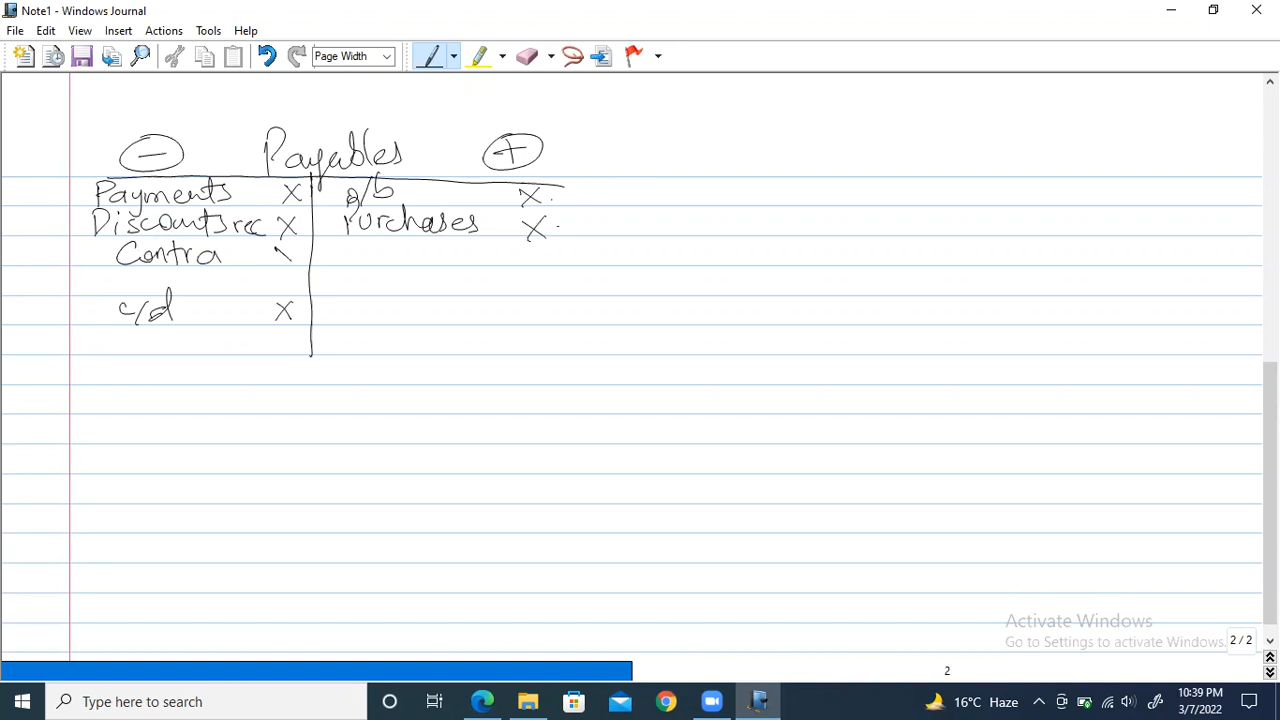 Note1 - Windows Journal
File Edit View Insert Actions Tools Help
Page Width
− Payables +
Payments X b/b X
Discounts rec X Purchases X
Contra \
c/d X
Activate Windows
Go to Settings to activate Windows.
2 / 2
2
Type here to search
16°C Haze
10:39 PM
3/7/2022